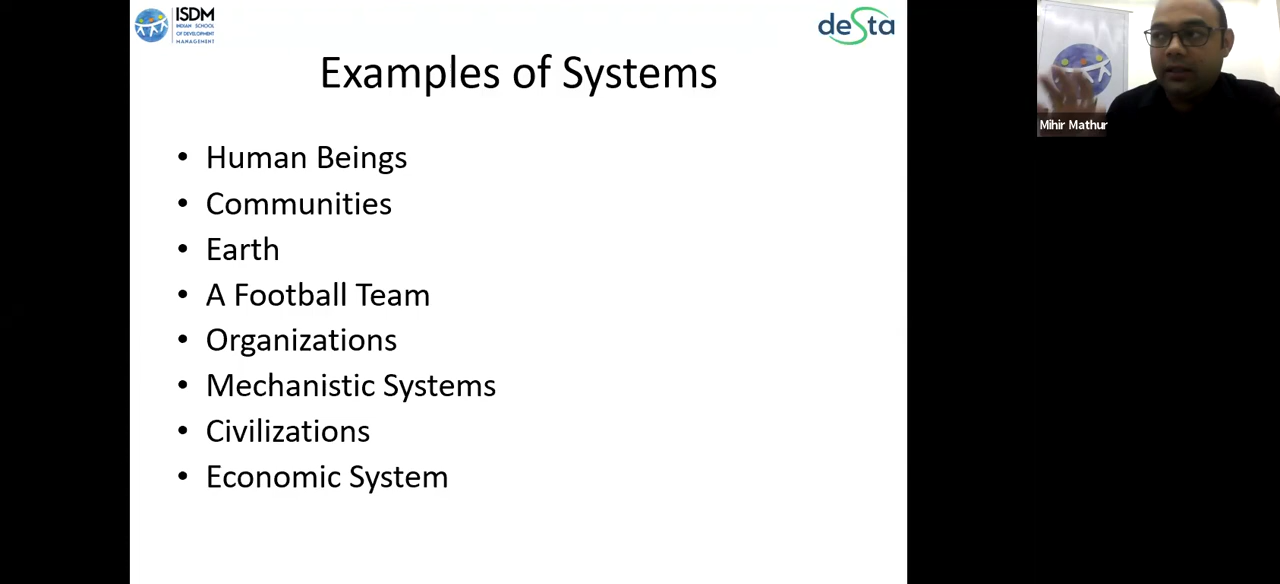 ISDM
INDIAN SCHOOL
OF DEVELOPMENT
MANAGEMENT
deSta
Examples of Systems
• Human Beings
• Communities
• Earth
• A Football Team
• Organizations
• Mechanistic Systems
• Civilizations
• Economic System
Mihir Mathur